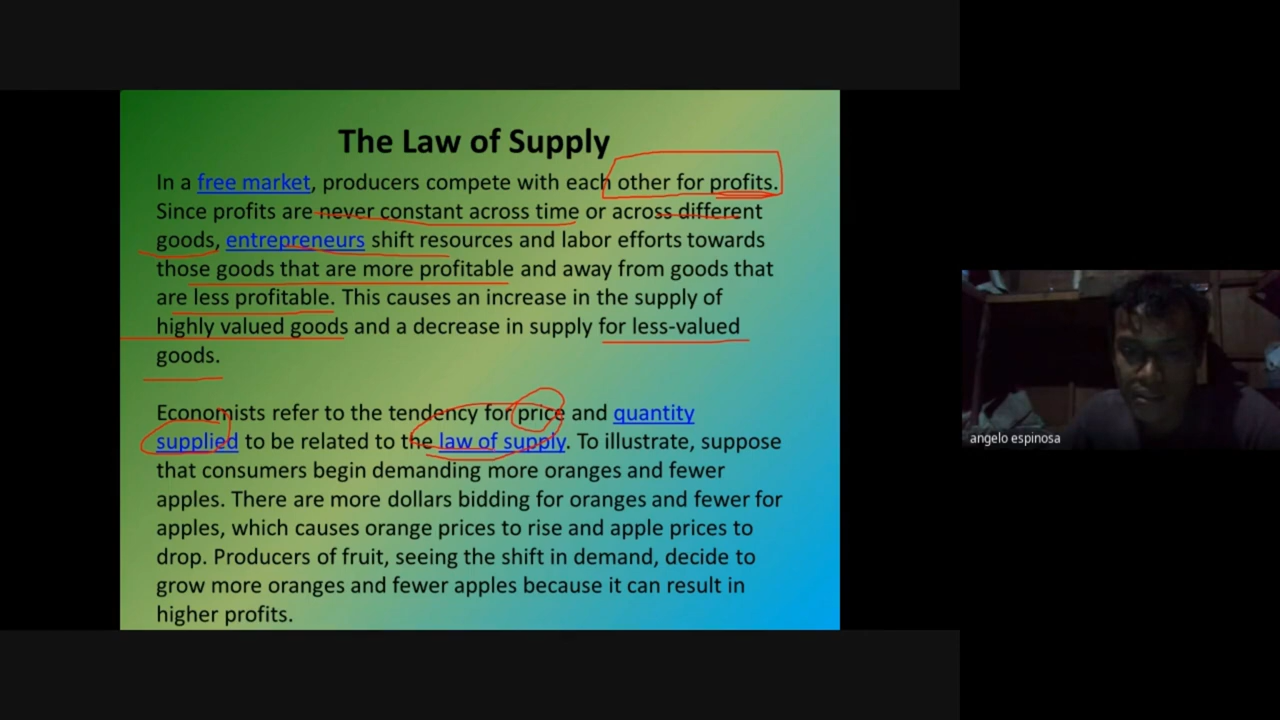 The Law of Supply
In a free market, producers compete with each other for profits.
Since profits are never constant across time or across different
goods, entrepreneurs shift resources and labor efforts towards
those goods that are more profitable and away from goods that
are less profitable. This causes an increase in the supply of
highly valued goods and a decrease in supply for less-valued
goods.
Economists refer to the tendency for price and quantity
supplied to be related to the law of supply. To illustrate, suppose
that consumers begin demanding more oranges and fewer
apples. There are more dollars bidding for oranges and fewer for
apples, which causes orange prices to rise and apple prices to
drop. Producers of fruit, seeing the shift in demand, decide to
grow more oranges and fewer apples because it can result in
higher profits.
angelo espinosa